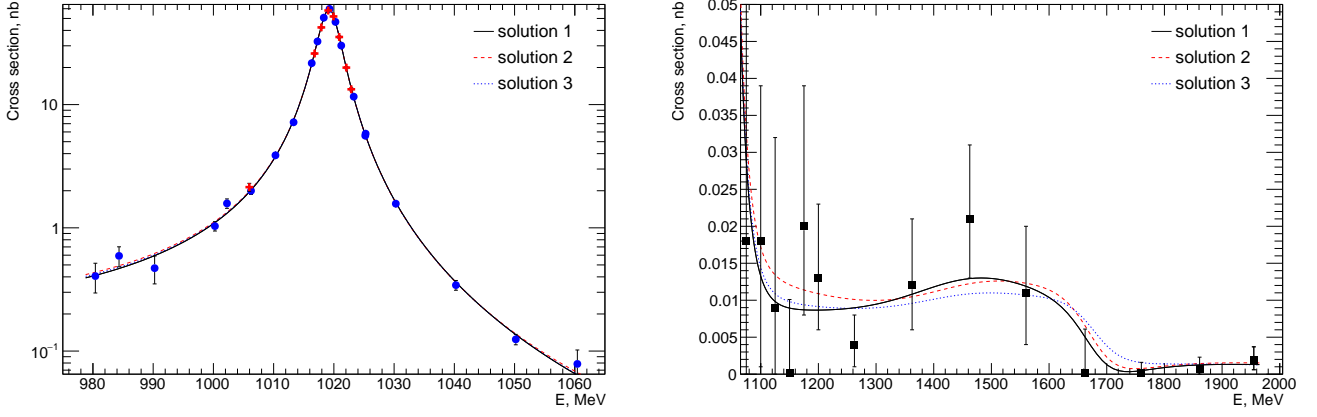 Cross section, nb
10
1
10⁻¹
980 990 1000 1010 1020 1030 1040 1050 1060
E, MeV
solution 1
solution 2
solution 3
Cross section, nb
0.05
0.045
0.04
0.035
0.03
0.025
0.02
0.015
0.01
0.005
0
1100 1200 1300 1400 1500 1600 1700 1800 1900 2000
E, MeV
solution 1
solution 2
solution 3